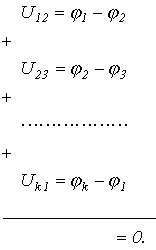 U₁₂ = φ₁ − φ₂
+
U₂₃ = φ₂ − φ₃
+
………………
+
Uₖ₁ = φₖ − φ₁
= 0.